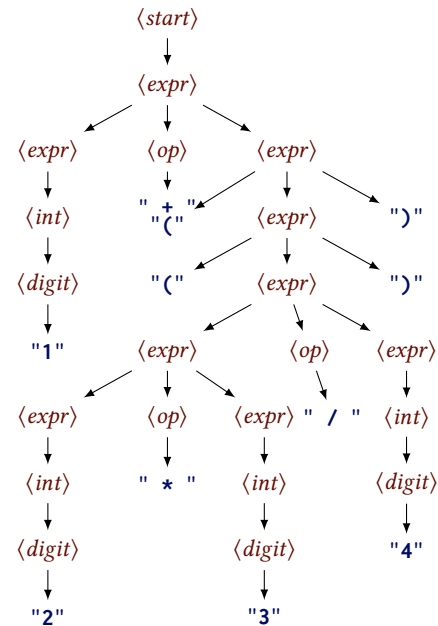 ⟨start⟩
⟨expr⟩
⟨expr⟩ ⟨op⟩ ⟨expr⟩
" + "
⟨int⟩ "(" ⟨expr⟩ ")"
⟨digit⟩ "(" ⟨expr⟩ ")"
"1" ⟨expr⟩ ⟨op⟩ ⟨expr⟩
⟨expr⟩ ⟨op⟩ ⟨expr⟩ " / " ⟨int⟩
⟨int⟩ " * " ⟨int⟩ ⟨digit⟩
⟨digit⟩ ⟨digit⟩ "4"
"2" "3"